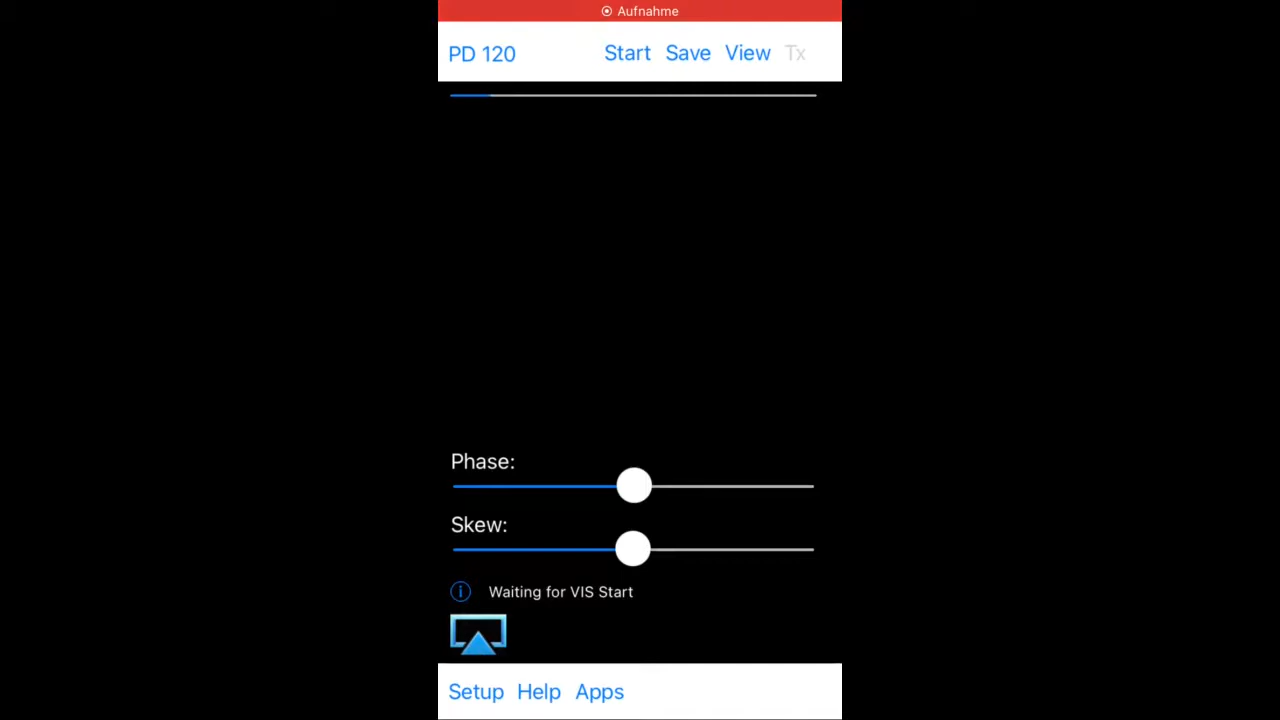 Aufnahme
PD 120 Start Save View Tx
Phase:
Skew:
Waiting for VIS Start
Setup Help Apps